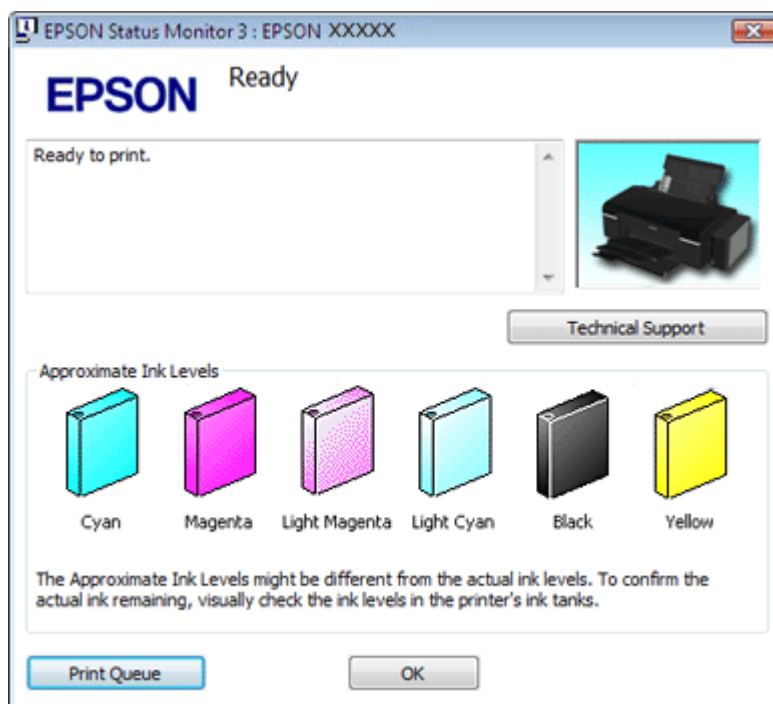 EPSON Status Monitor 3 : EPSON XXXXX
EPSON
Ready
Ready to print.
Technical Support
Approximate Ink Levels
Cyan Magenta Light Magenta Light Cyan Black Yellow
The Approximate Ink Levels might be different from the actual ink levels. To confirm the
actual ink remaining, visually check the ink levels in the printer's ink tanks.
Print Queue OK